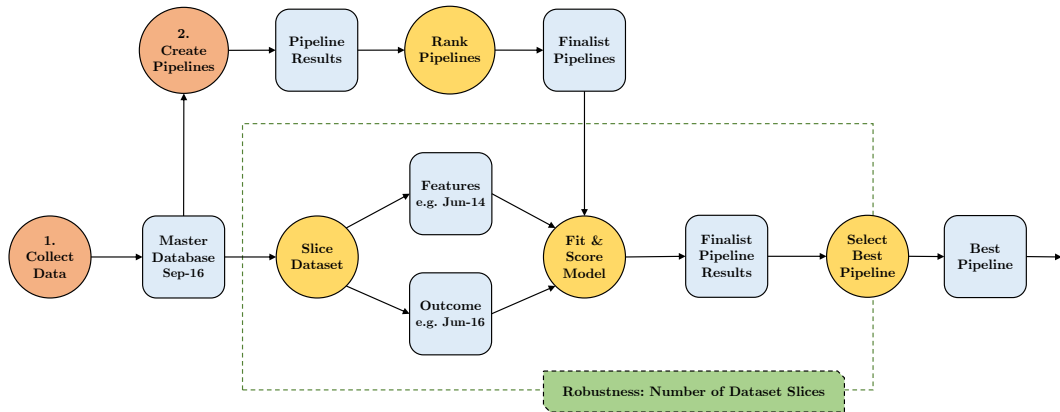 2.
Create
Pipelines
Pipeline
Results
Rank
Pipelines
Finalist
Pipelines
1.
Collect
Data
Master
Database
Sep-16
Slice
Dataset
Features
e.g. Jun-14
Outcome
e.g. Jun-16
Fit &
Score
Model
Finalist
Pipeline
Results
Select
Best
Pipeline
Best
Pipeline
Robustness: Number of Dataset Slices